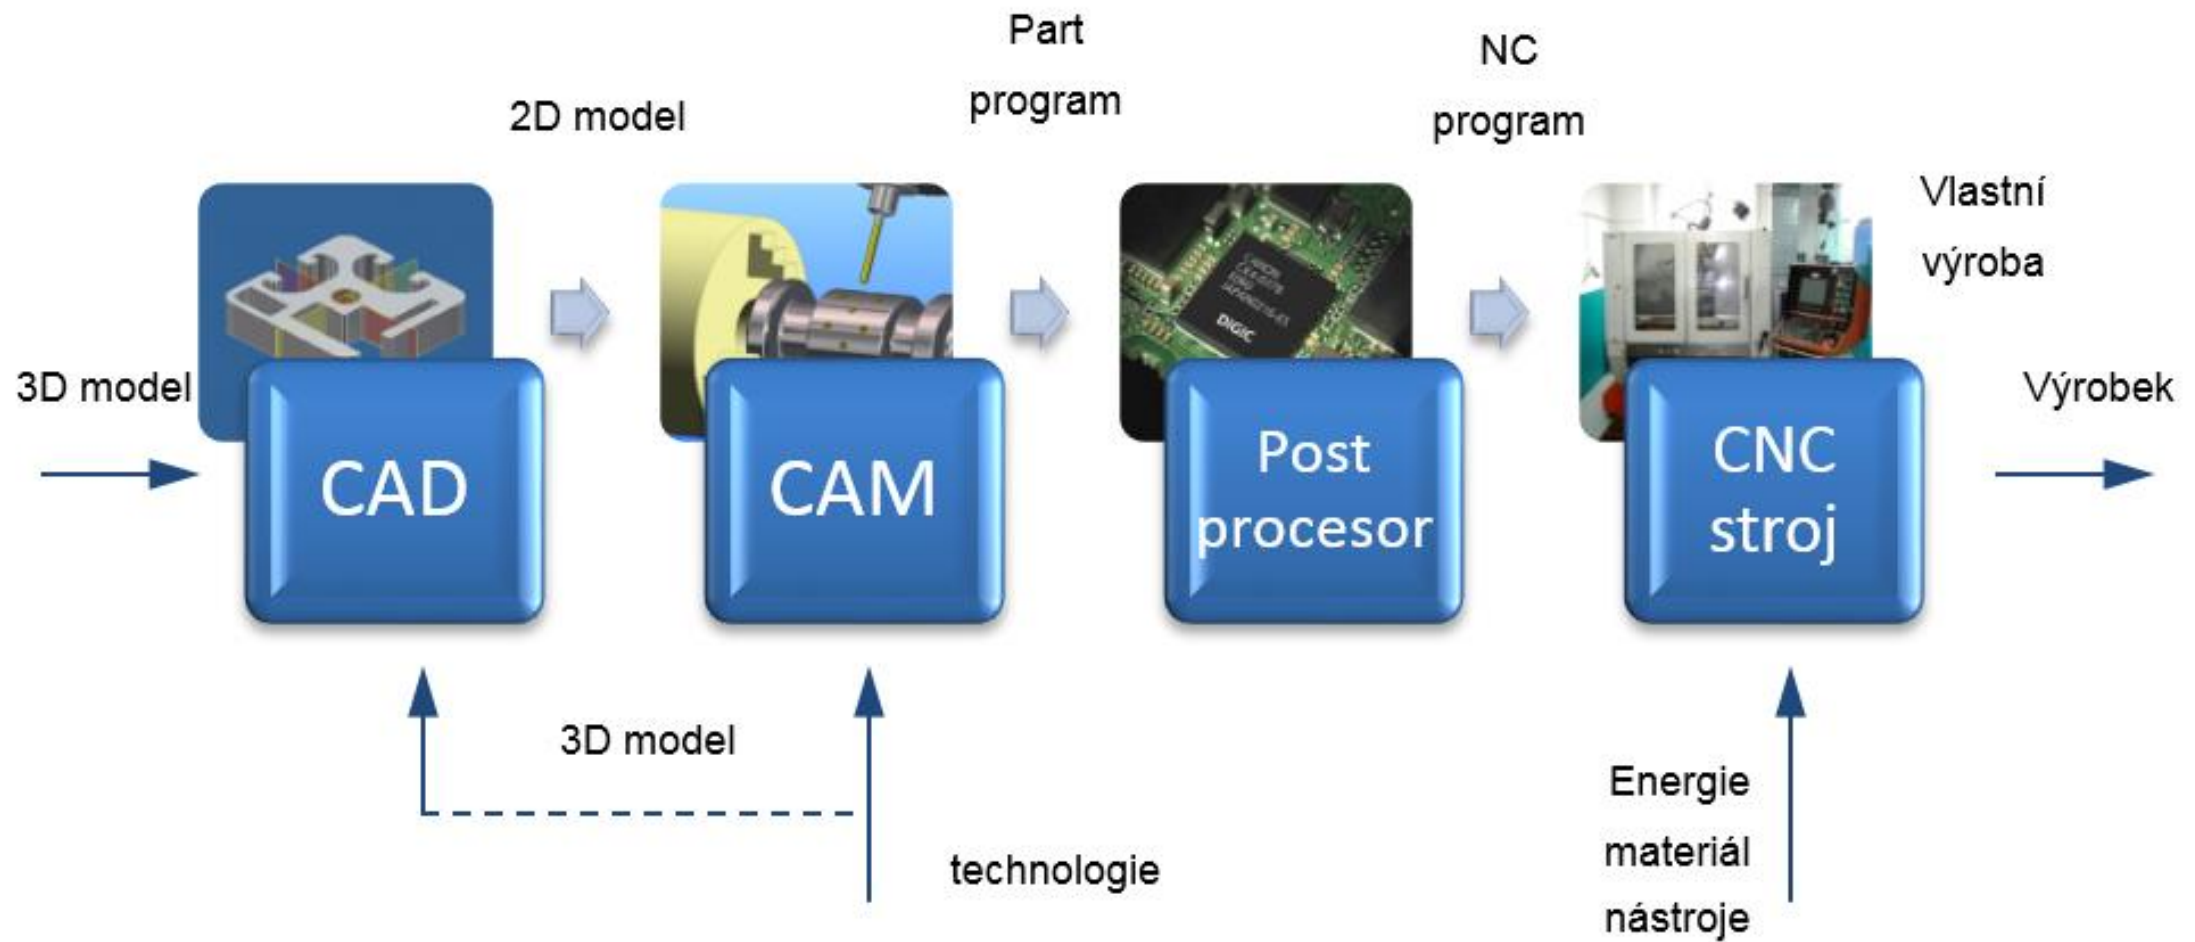 Part
program
NC
program
2D model
Vlastní
výroba
3D model
Výrobek
DIGIC
CAD
CAM
Post
procesor
CNC
stroj
3D model
technologie
Energie
materiál
nástroje